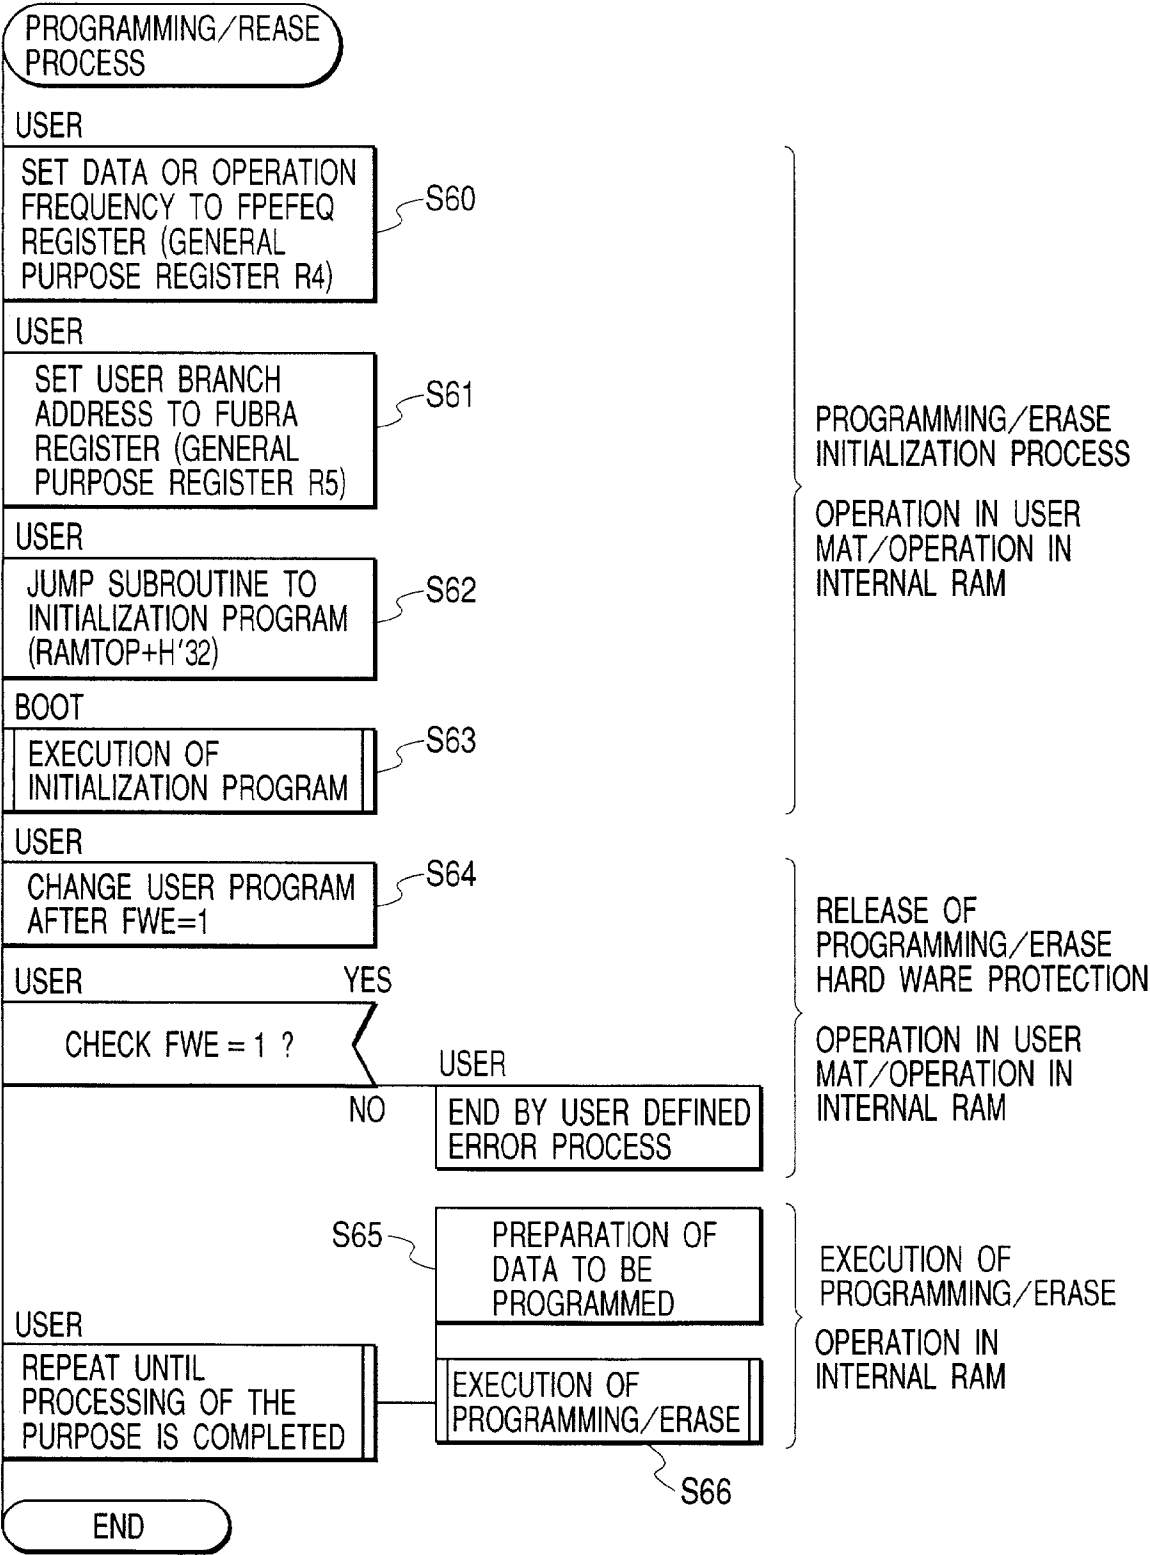 PROGRAMMING/REASE
PROCESS
USER
SET DATA OR OPERATION
FREQUENCY TO FPEFEQ
REGISTER (GENERAL
PURPOSE REGISTER R4)
S60
USER
SET USER BRANCH
ADDRESS TO FUBRA
REGISTER (GENERAL
PURPOSE REGISTER R5)
S61
USER
JUMP SUBROUTINE TO
INITIALIZATION PROGRAM
(RAMTOP+H'32)
S62
BOOT
EXECUTION OF
INITIALIZATION PROGRAM
S63
PROGRAMMING/ERASE
INITIALIZATION PROCESS
OPERATION IN USER
MAT/OPERATION IN
INTERNAL RAM
USER
CHANGE USER PROGRAM
AFTER FWE=1
S64
USER
YES
CHECK FWE = 1 ?
NO
USER
END BY USER DEFINED
ERROR PROCESS
RELEASE OF
PROGRAMMING/ERASE
HARD WARE PROTECTION
OPERATION IN USER
MAT/OPERATION IN
INTERNAL RAM
S65
PREPARATION OF
DATA TO BE
PROGRAMMED
USER
REPEAT UNTIL
PROCESSING OF THE
PURPOSE IS COMPLETED
EXECUTION OF
PROGRAMMING/ERASE
S66
EXECUTION OF
PROGRAMMING/ERASE
OPERATION IN
INTERNAL RAM
END